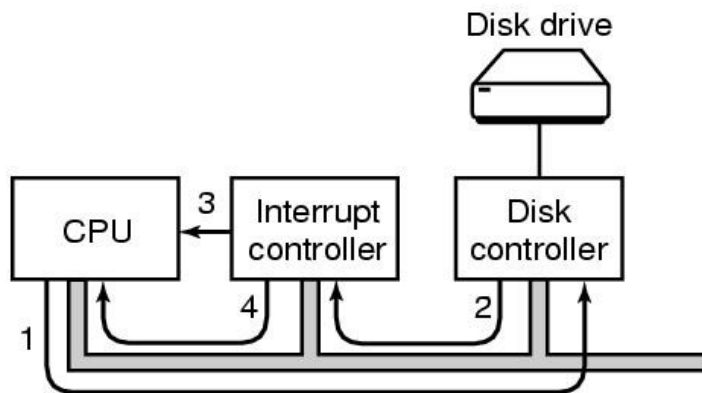 Disk drive
CPU
3
Interrupt
controller
Disk
controller
1
4
2